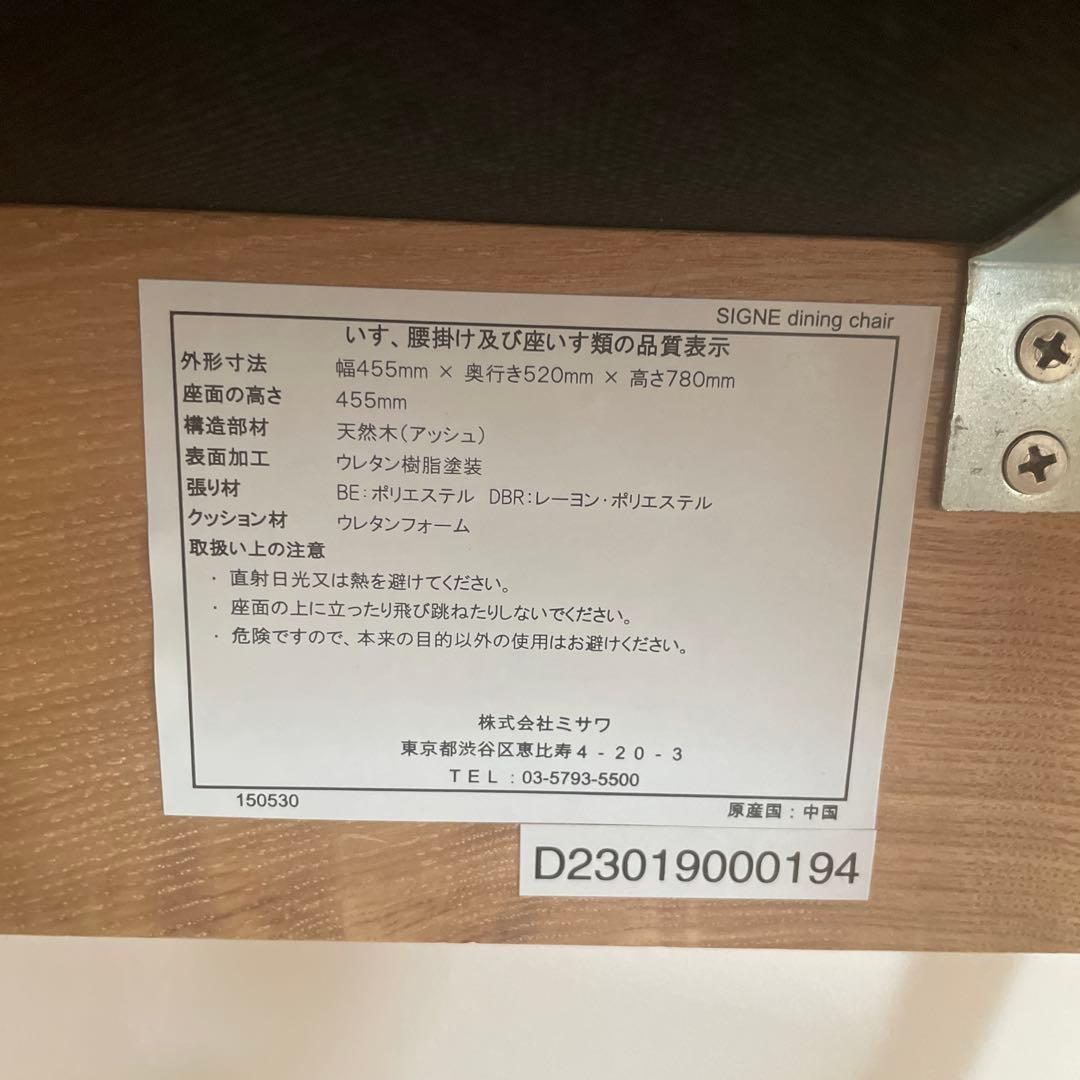 SIGNE dining chair
いす、腰掛け及び座いす類の品質表示
外形寸法 幅455mm × 奥行き520mm × 高さ780mm
座面の高さ 455mm
構造部材 天然木(アッシュ)
表面加工 ウレタン樹脂塗装
張り材 BE:ポリエステル DBR:レーヨン・ポリエステル
クッション材 ウレタンフォーム
取扱い上の注意
・ 直射日光又は熱を避けてください。
・ 座面の上に立ったり飛び跳ねたりしないでください。
・ 危険ですので、本来の目的以外の使用はお避けください。
株式会社ミサワ
東京都渋谷区恵比寿4-20-3
TEL:03-5793-5500
150530 原産国:中国
D23019000194